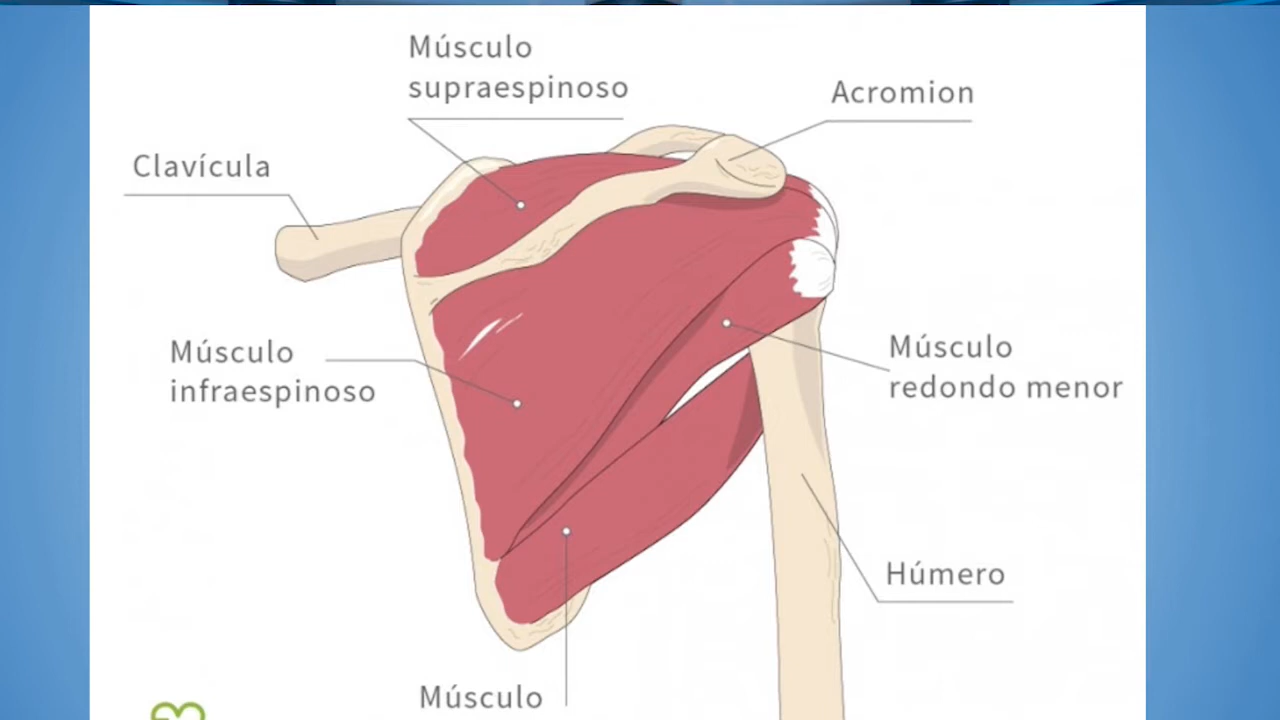 Músculo
supraespinoso
Acromion
Clavícula
Músculo
infraespinoso
Músculo
redondo menor
Húmero
Músculo